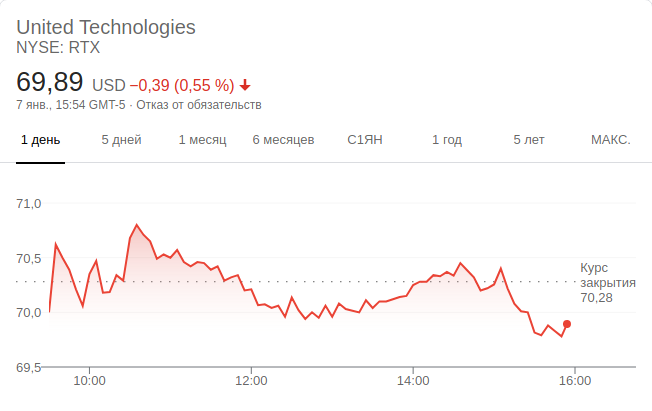 United Technologies
NYSE: RTX
69,89 USD −0,39 (0,55 %)
7 янв., 15:54 GMT-5 · Отказ от обязательств
1 день 5 дней 1 месяц 6 месяцев С1ЯН 1 год 5 лет МАКС.
71,0
70,5
Курс
закрытия
70,28
70,0
69,5
10:00 12:00 14:00 16:00